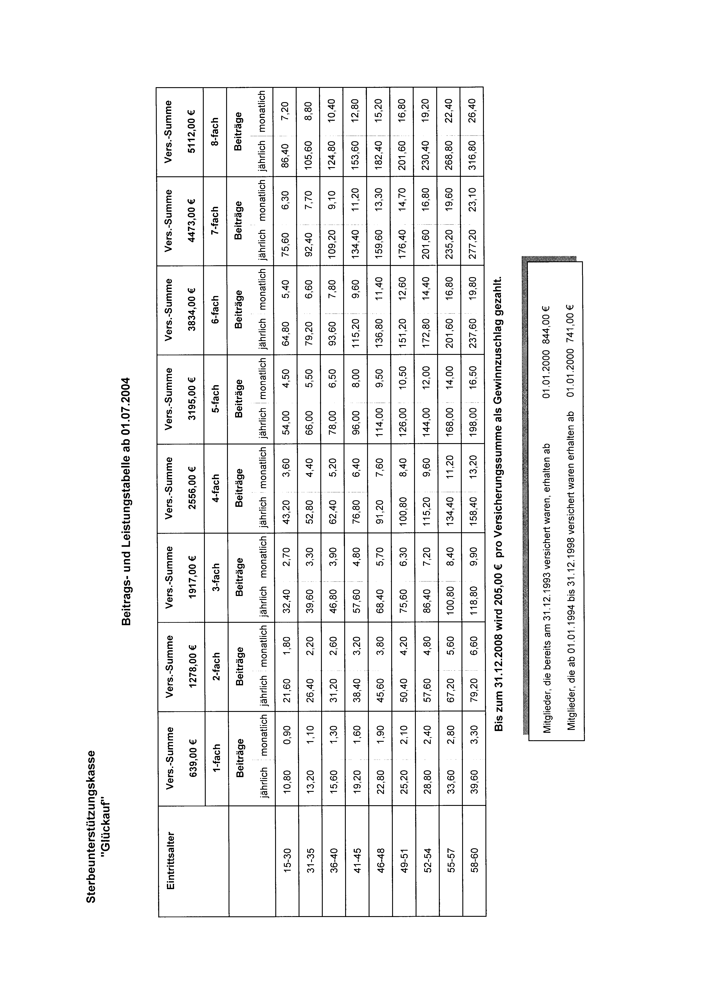 Sterbeunterstützungskasse
"Glückauf"
Beitrags- und Leistungstabelle ab 01.07.2004
Eintrittsalter Vers.-Summe Vers.-Summe Vers.-Summe Vers.-Summe Vers.-Summe Vers.-Summe Vers.-Summe Vers.-Summe
639,00 € 1278,00 € 1917,00 € 2556,00 € 3195,00 € 3834,00 € 4473,00 € 5112,00 €
1-fach 2-fach 3-fach 4-fach 5-fach 6-fach 7-fach 8-fach
Beiträge Beiträge Beiträge Beiträge Beiträge Beiträge Beiträge Beiträge
jährlich monatlich jährlich monatlich jährlich monatlich jährlich monatlich jährlich monatlich jährlich monatlich jährlich monatlich jährlich monatlich
15-30 10,80 0,90 21,60 1,80 32,40 2,70 43,20 3,60 54,00 4,50 64,80 5,40 75,60 6,30 86,40 7,20
31-35 13,20 1,10 26,40 2,20 39,60 3,30 52,80 4,40 66,00 5,50 79,20 6,60 92,40 7,70 105,60 8,80
36-40 15,60 1,30 31,20 2,60 46,80 3,90 62,40 5,20 78,00 6,50 93,60 7,80 109,20 9,10 124,80 10,40
41-45 19,20 1,60 38,40 3,20 57,60 4,80 76,80 6,40 96,00 8,00 115,20 9,60 134,40 11,20 153,60 12,80
46-48 22,80 1,90 45,60 3,80 68,40 5,70 91,20 7,60 114,00 9,50 136,80 11,40 159,60 13,30 182,40 15,20
49-51 25,20 2,10 50,40 4,20 75,60 6,30 100,80 8,40 126,00 10,50 151,20 12,60 176,40 14,70 201,60 16,80
52-54 28,80 2,40 57,60 4,80 86,40 7,20 115,20 9,60 144,00 12,00 172,80 14,40 201,60 16,80 230,40 19,20
55-57 33,60 2,80 67,20 5,60 100,80 8,40 134,40 11,20 168,00 14,00 201,60 16,80 235,20 19,60 268,80 22,40
58-60 39,60 3,30 79,20 6,60 118,80 9,90 158,40 13,20 198,00 16,50 237,60 19,80 277,20 23,10 316,80 26,40
Bis zum 31.12.2008 wird 205,00 € pro Versicherungssumme als Gewinnzuschlag gezahlt.
Mitglieder, die bereits am 31.12.1993 versichert waren, erhalten ab 01.01.2000 844,00 €
Mitglieder, die ab 01.01.1994 bis 31.12.1998 versichert waren erhalten ab 01.01.2000 741,00 €